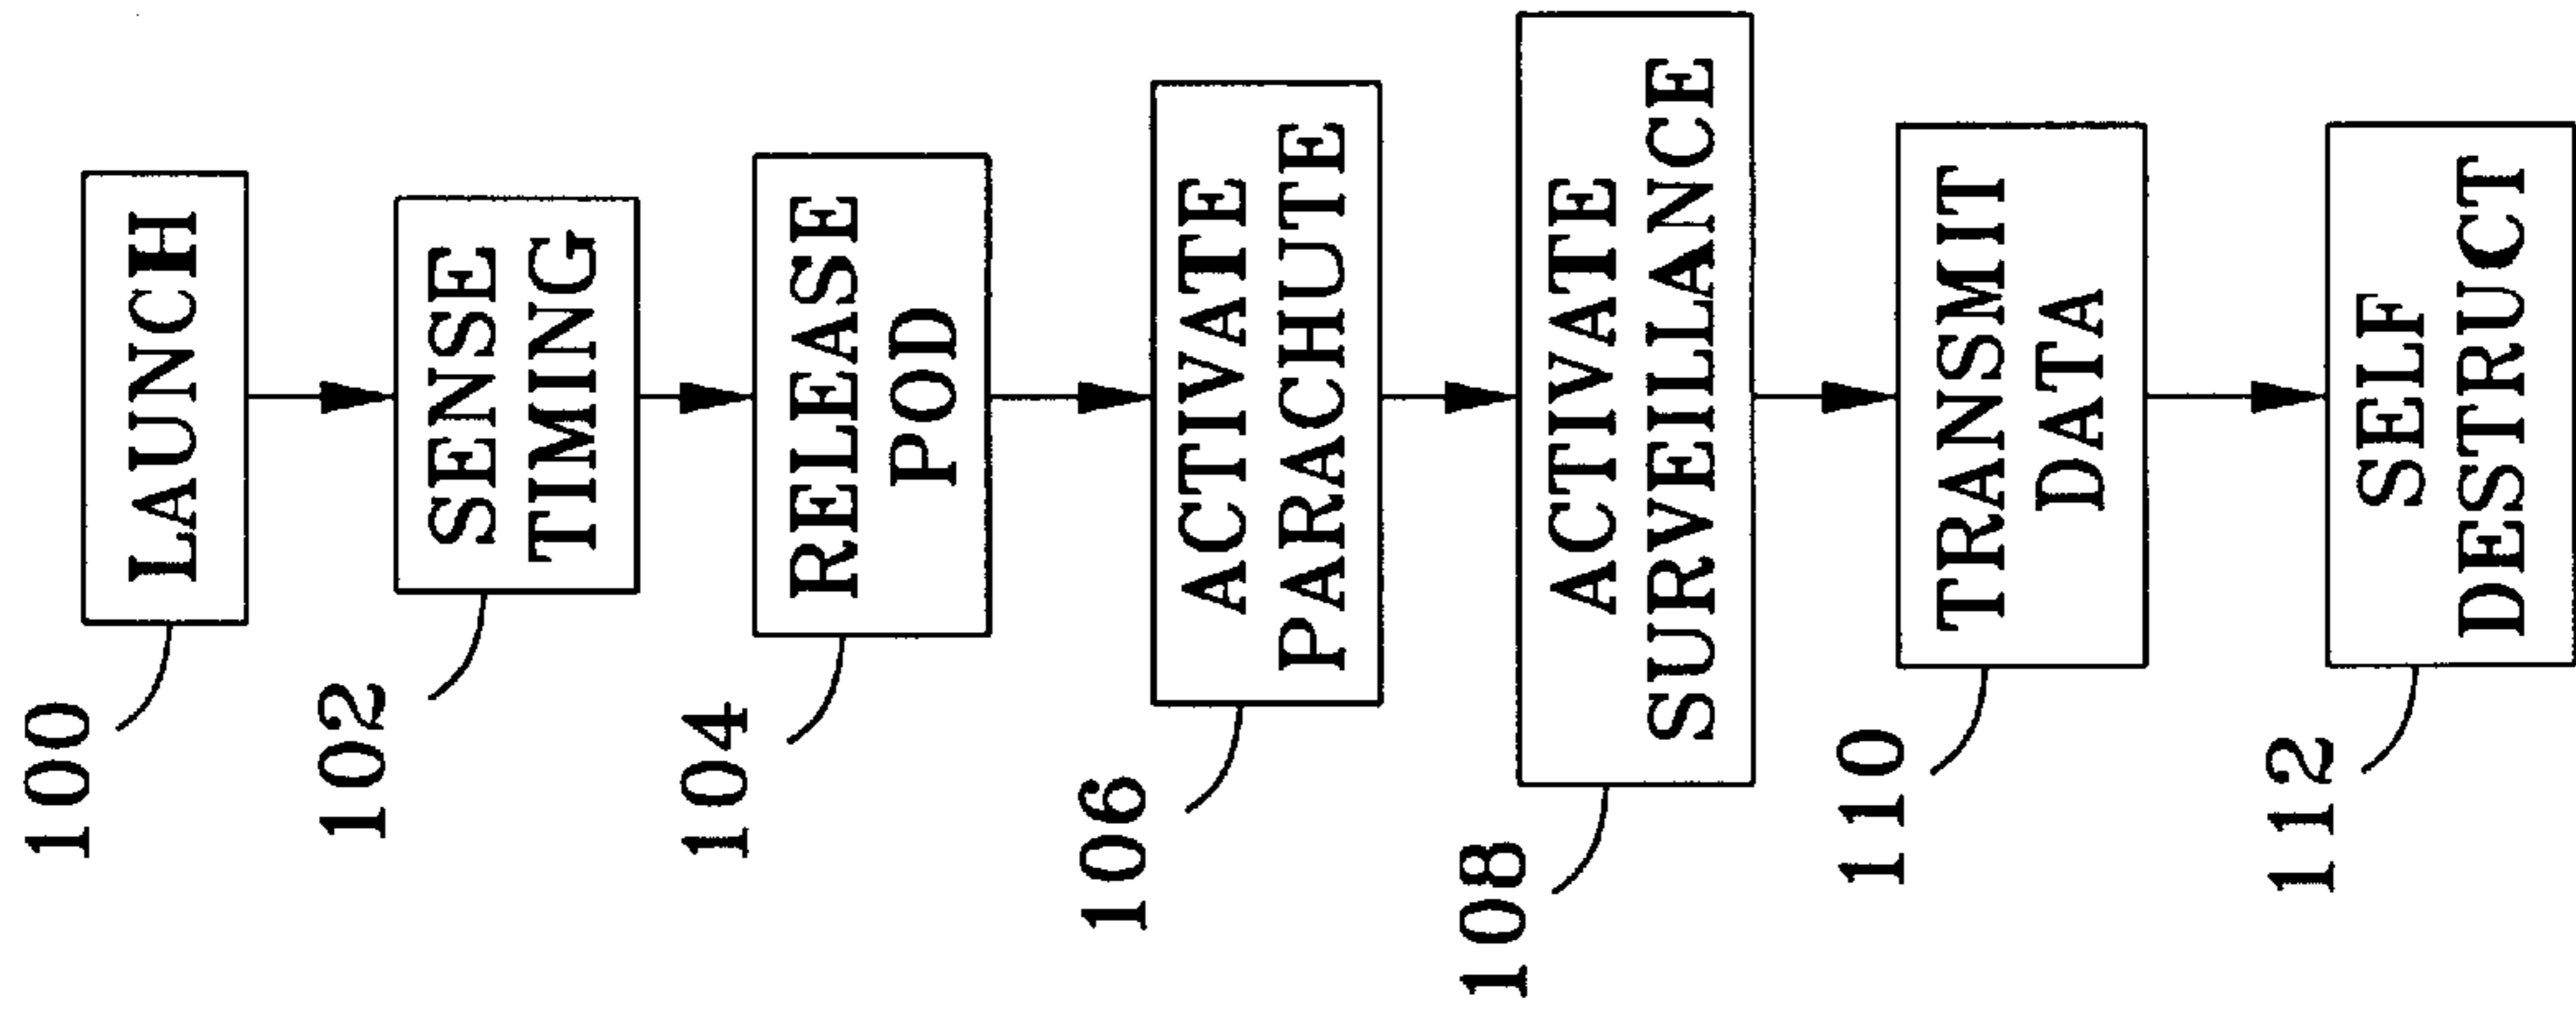 100
LAUNCH
102
SENSE
TIMING
104
RELEASE
POD
106
ACTIVATE
PARACHUTE
108
ACTIVATE
SURVEILLANCE
110
TRANSMIT
DATA
112
SELF
DESTRUCT